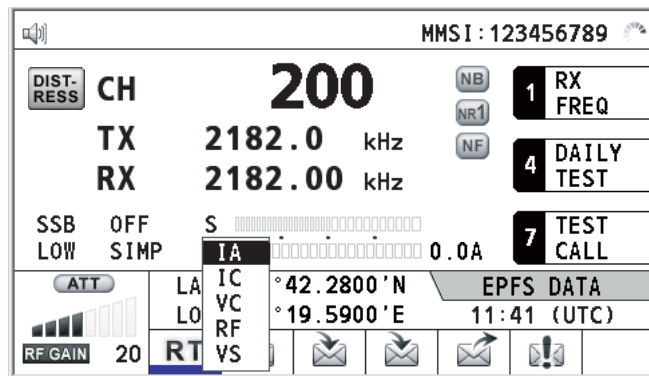 MMSI:123456789
DIST-
RESS
CH 200
NB
NR1
NF
1 RX
FREQ
TX 2182.0 kHz
RX 2182.00 kHz
4 DAILY
TEST
SSB OFF S
LOW SIMP
0.0A
7 TEST
CALL
IA
IC
VC
RF
VS
ATT
LA °42.2800'N
LO °19.5900'E
EPFS DATA
11:41 (UTC)
RF GAIN 20
RT